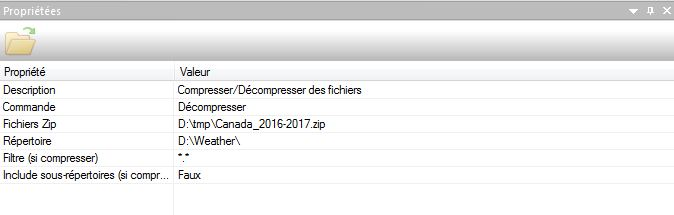 Propriétées
Propriété Valeur
Description Compresser/Décompresser des fichiers
Commande Décompresser
Fichiers Zip D:\tmp\Canada_2016-2017.zip
Répertoire D:\Weather\
Filtre (si compresser) *.*
Include sous-répertoires (si compr... Faux